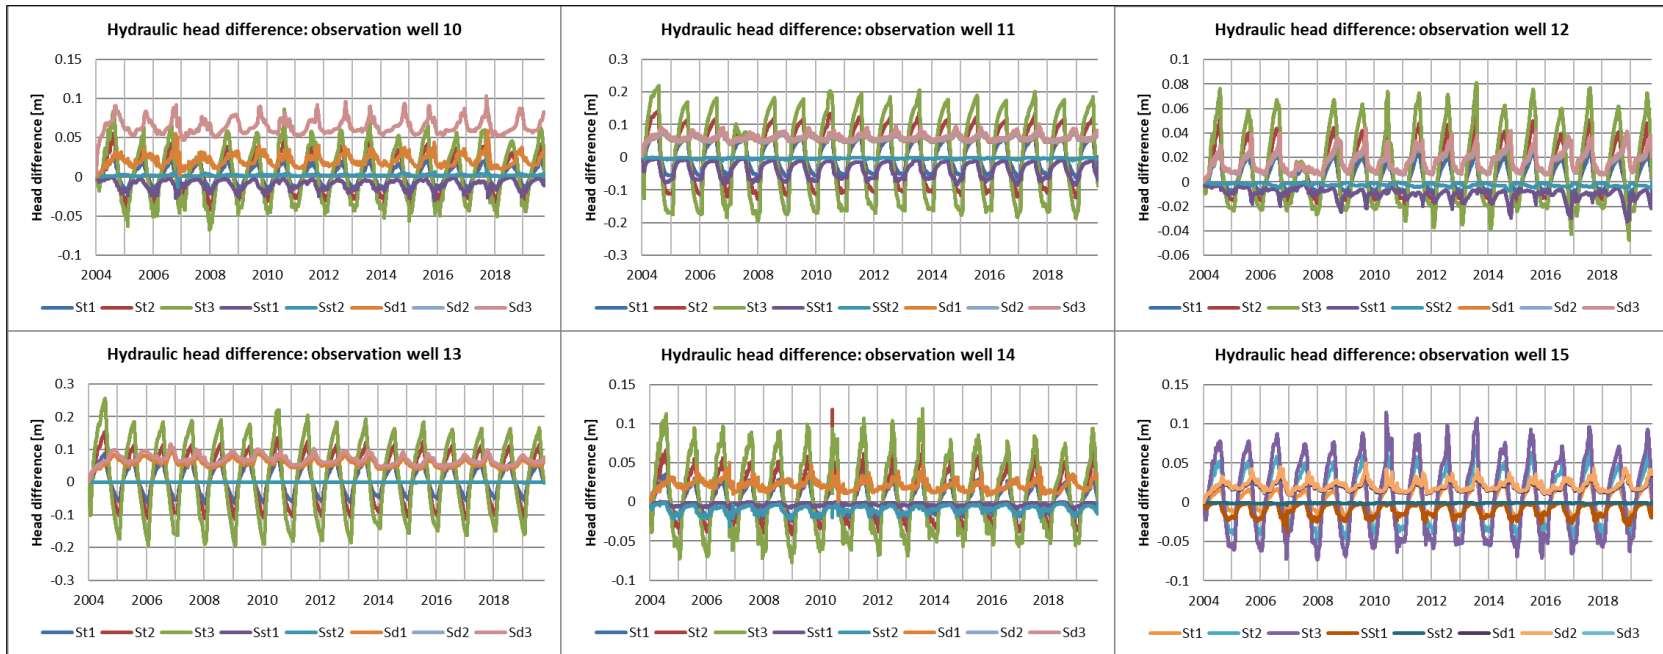 Hydraulic head difference: observation well 10
Head difference [m]
0.15
0.1
0.05
0
-0.05
-0.1
2004 2006 2008 2010 2012 2014 2016 2018
St1 St2 St3 Sst1 Sst2 Sd1 Sd2 Sd3
Hydraulic head difference: observation well 11
Head difference [m]
0.3
0.2
0.1
0
-0.1
-0.2
-0.3
2004 2006 2008 2010 2012 2014 2016 2018
St1 St2 St3 SSt1 SSt2 Sd1 Sd2 Sd3
Hydraulic head difference: observation well 12
Head difference [m]
0.1
0.08
0.06
0.04
0.02
0
-0.02
-0.04
-0.06
2004 2006 2008 2010 2012 2014 2016 2018
St1 St2 St3 Sst1 SSt2 Sd1 Sd2 Sd3
Hydraulic head difference: observation well 13
Head difference [m]
0.3
0.2
0.1
0
-0.1
-0.2
-0.3
2004 2006 2008 2010 2012 2014 2016 2018
St1 St2 St3 Sst1 Sst2 Sd1 Sd2 Sd3
Hydraulic head difference: observation well 14
Head difference [m]
0.15
0.1
0.05
0
-0.05
-0.1
2004 2006 2008 2010 2012 2014 2016 2018
St1 St2 St3 Sst1 Sst2 Sd1 Sd2 Sd3
Hydraulic head difference: observation well 15
Head difference [m]
0.15
0.1
0.05
0
-0.05
-0.1
2004 2006 2008 2010 2012 2014 2016 2018
St1 St2 St3 SSt1 Sst2 Sd1 Sd2 Sd3